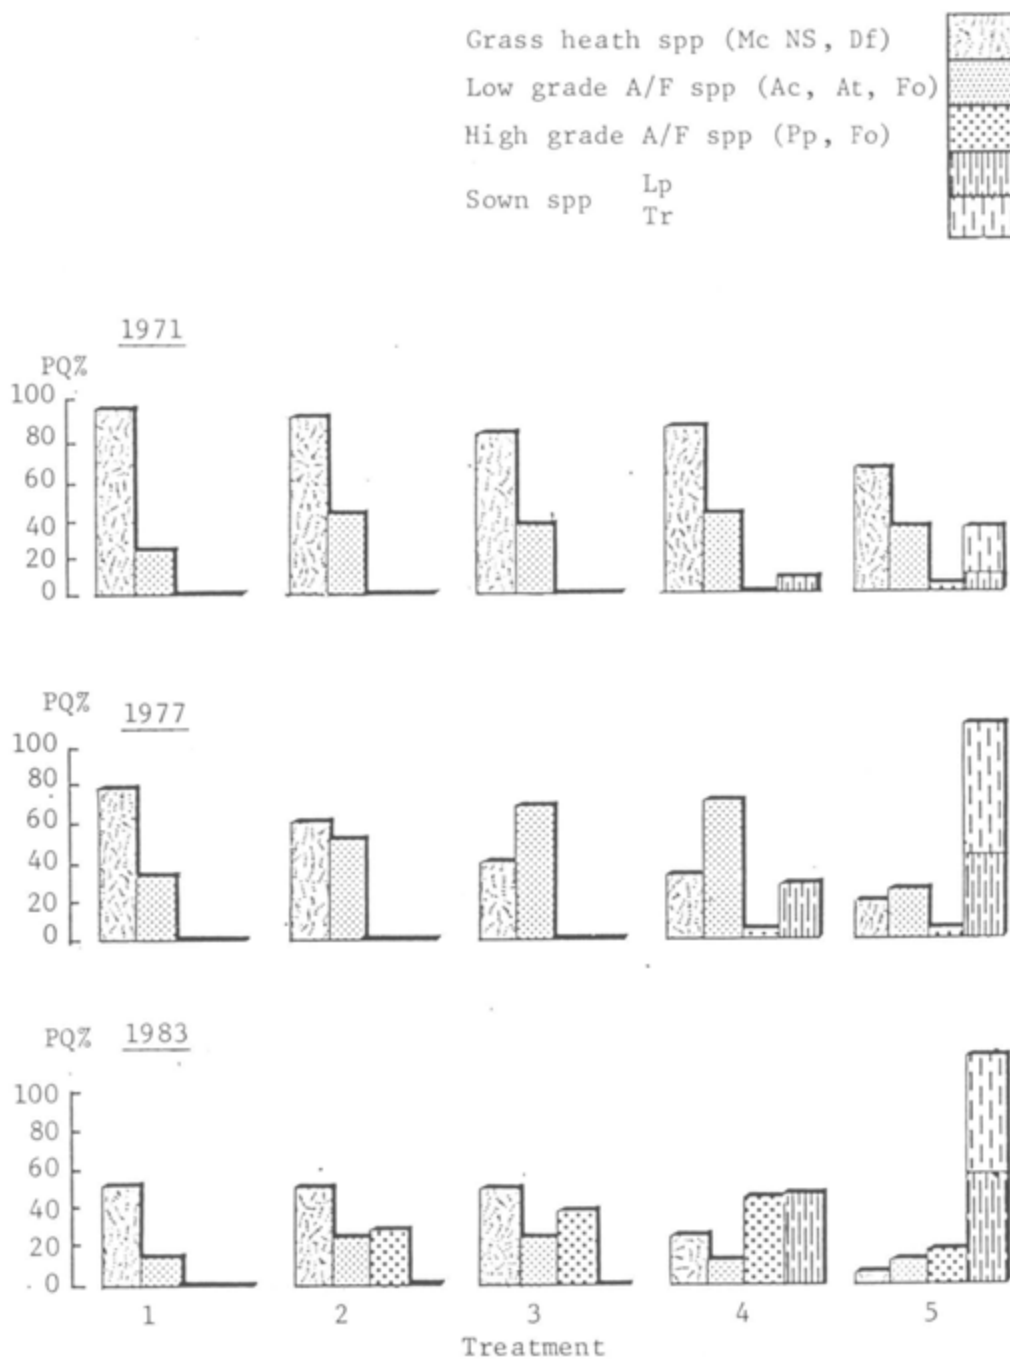 Grass heath spp (Mc NS, Df)
Low grade A/F spp (Ac, At, Fo)
High grade A/F spp (Pp, Fo)
Sown spp Lp
Tr
1971
PQ%
100
80
60
40
20
0
PQ% 1977
100
80
60
40
20
0
PQ% 1983
100
80
60
40
20
0
1 2 3 4 5
Treatment